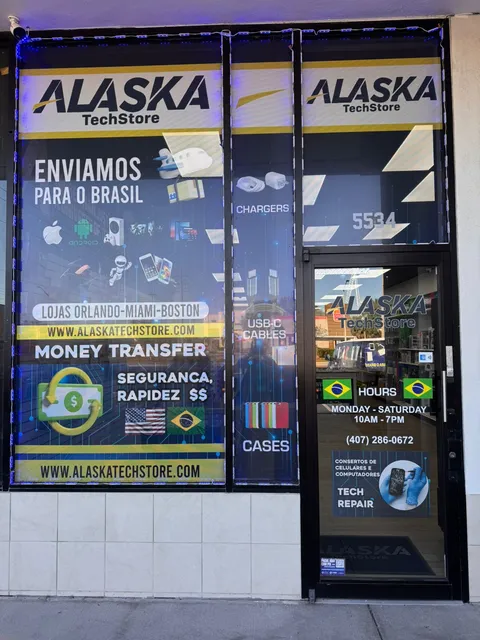 ALASKA
TechStore
ENVIAMOS
PARA O BRASIL
ANDROID
LOJAS ORLANDO-MIAMI-BOSTON
WWW.ALASKATECHSTORE.COM
MONEY TRANSFER
SEGURANCA,
RAPIDEZ $$
WWW.ALASKATECHSTORE.COM
CHARGERS
USB-C
CABLES
CASES
ALASKA
TechStore
5534
ALASKA
TechStore
HOURS
MONDAY - SATURDAY
10AM - 7PM
(407) 286-0672
CONSERTOS DE
CELULARES E
COMPUTADORES
TECH
REPAIR
ALASKA